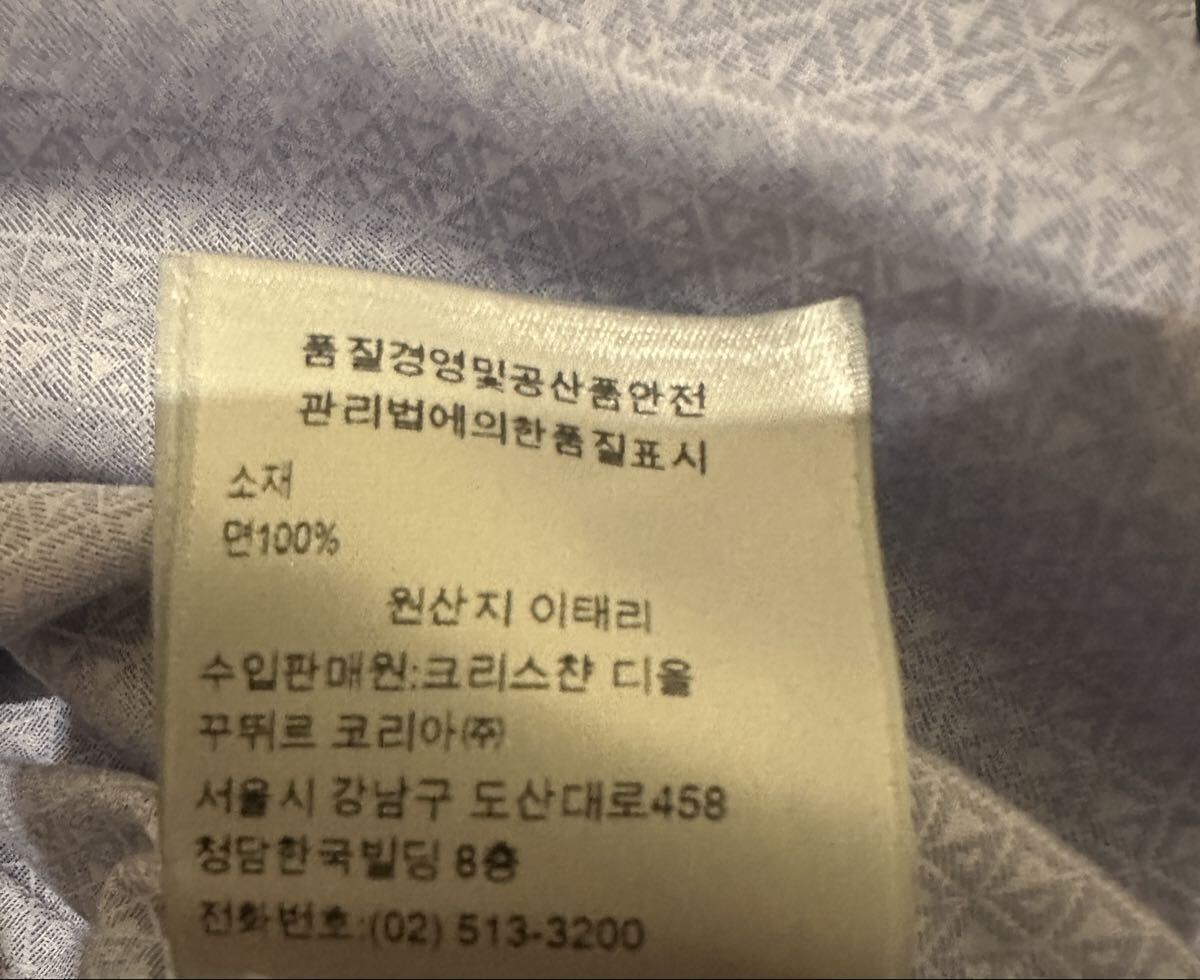 품질경영및공산품안전
관리법에의한품질표시
소재
면100%
원산지 이태리
수입판매원:크리스챤 디올
꾸뛰르 코리아㈜
서울시 강남구 도산대로458
청담한국빌딩 8층
전화번호:(02) 513-3200